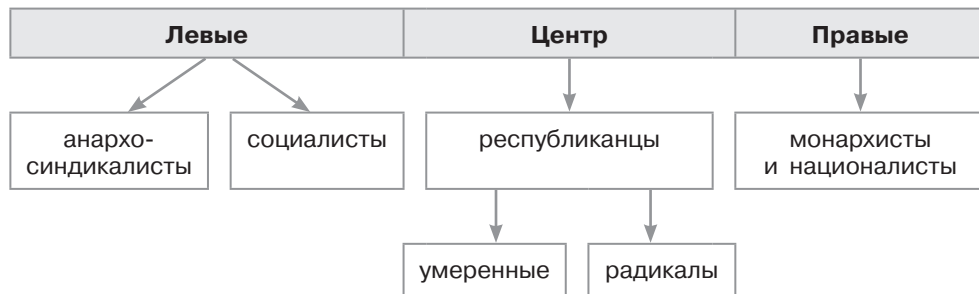 Левые
Центр
Правые
анархо-
синдикалисты
социалисты
республиканцы
монархисты
и националисты
умеренные
радикалы